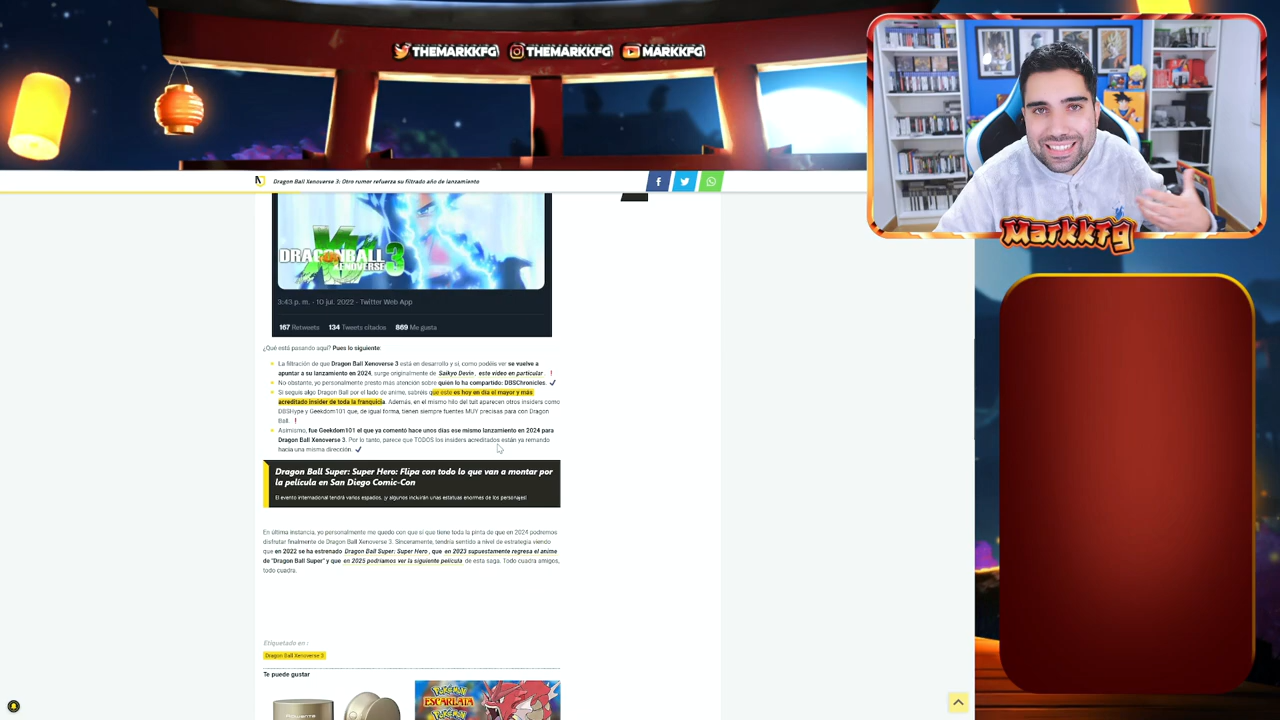 THEMARKKFG THEMARKKFG MARKKFG
Dragon Ball Xenoverse 3: Otro rumor refuerza su filtrado año de lanzamiento
DRAGONBALL
XENOVERSE 3
3:43 p. m. · 10 jul. 2022 · Twitter Web App
167 Retweets 134 Tweets citados 869 Me gusta
¿Qué está pasando aquí? Pues lo siguiente:
La filtración de que Dragon Ball Xenoverse 3 está en desarrollo y sí, como podéis ver se vuelve a
apuntar a su lanzamiento en 2024, surge originalmente de Saikyo Devin, este vídeo en particular. ❗
No obstante, yo personalmente presto mas atención sobre quien lo ha compartido: DBSChronicles. ✔
Si seguís algo Dragon Ball por el lado de anime, sabréis que este es hoy en día el mayor y más
acreditado insider de toda la franquicia. Además, en el mismo hilo del tuit aparecen otros insiders como
DBSHype y Geekdom101 que, de igual forma, tienen siempre fuentes MUY precisas para con Dragon
Ball. ❗
Asimismo, fue Geekdom101 el que ya comentó hace unos días ese mismo lanzamiento en 2024 para
Dragon Ball Xenoverse 3. Por lo tanto, parece que TODOS los insiders acreditados están ya remando
hacia una misma dirección. ✔
Dragon Ball Super: Super Hero: Flipa con todo lo que van a montar por
la película en San Diego Comic-Con
El evento internacional tendrá varios espacios, ¡y algunos incluirán unas estatuas enormes de los personajes!
En última instancia, yo personalmente me quedo con que sí que tiene toda la pinta de que en 2024 podremos
disfrutar finalmente de Dragon Ball Xenoverse 3. Sinceramente, tendría sentido a nivel de estrategia viendo
que en 2022 se ha estrenado Dragon Ball Super: Super Hero, que en 2023 supuestamente regresa el anime
de "Dragon Ball Super" y que en 2025 podríamos ver la siguiente película de esta saga. Todo cuadra amigos,
todo cuadra.
Etiquetado en :
Dragon Ball Xenoverse 3
Te puede gustar
POKÉMON
ESCARLATA
POKÉMON
Markkfg